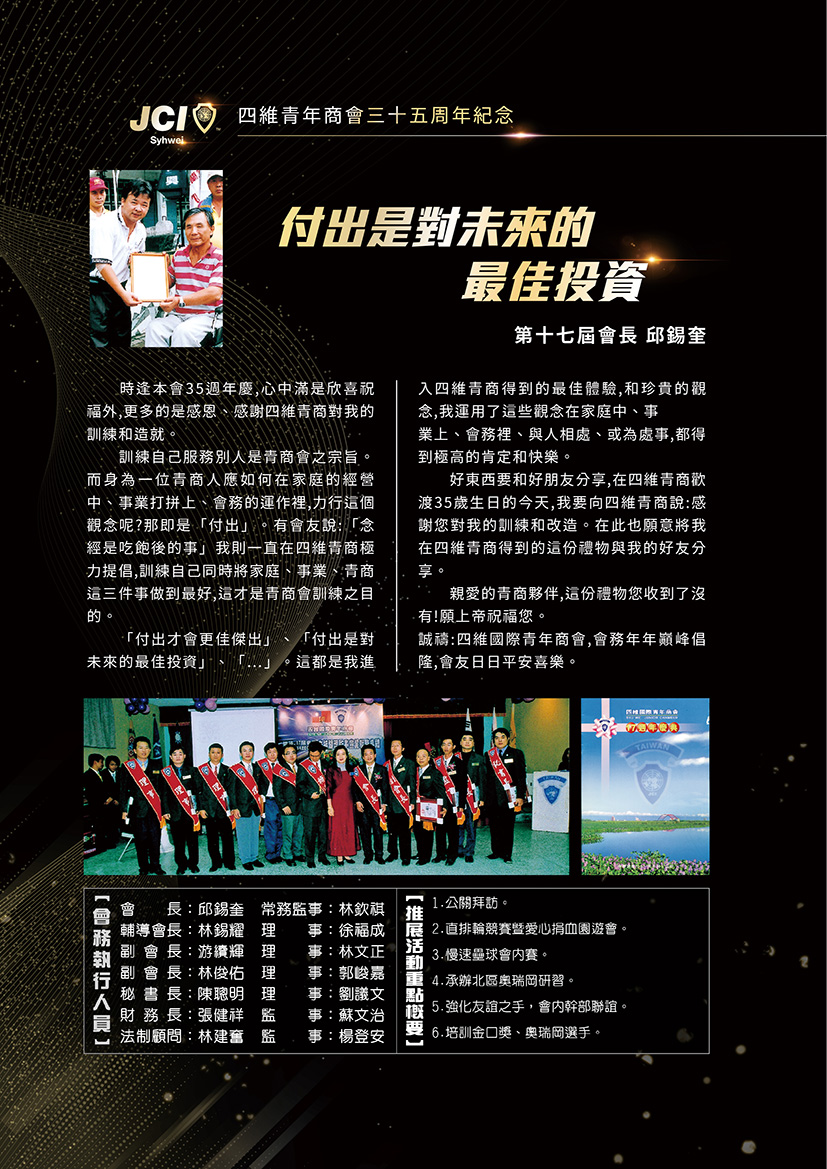 JCI
Syhwei
四維青年商會三十五周年紀念
付出是對未來的
最佳投資
第十七屆會長 邱錫奎
時逢本會35週年慶,心中滿是欣喜祝
福外,更多的是感恩、感謝四維青商對我的
訓練和造就。
訓練自己服務別人是青商會之宗旨。
而身為一位青商人應如何在家庭的經營
中、事業打拼上、會務的運作裡,力行這個
觀念呢?那即是「付出」。有會友說:「念
經是吃飽後的事」我則一直在四維青商極
力提倡,訓練自己同時將家庭、事業、青商
這三件事做到最好,這才是青商會訓練之目
的。
「付出才會更佳傑出」、「付出是對
未來的最佳投資」、「...」。這都是我進
入四維青商得到的最佳體驗,和珍貴的觀
念,我運用了這些觀念在家庭中、事
業上、會務裡、與人相處、或為處事,都得
到極高的肯定和快樂。
好東西要和好朋友分享,在四維青商歡
渡35歲生日的今天,我要向四維青商說:感
謝您對我的訓練和改造。在此也願意將我
在四維青商得到的這份禮物與我的好友分
享。
親愛的青商夥伴,這份禮物您收到了沒
有!願上帝祝福您。
誠禱:四維國際青年商會,會務年年巔峰倡
隆,會友日日平安喜樂。
四維國際青年商會
17週年慶典
TAIWAN
【會務執行人員】
會長:邱錫奎 常務監事:林欽祺
輔導會長:林錫耀 理事:徐福成
副會長:游續輝 理事:林文正
副會長:林俊佑 理事:郭峻嘉
秘書長:陳聰明 理事:劉議文
財務長:張健祥 監事:蘇文治
法制顧問:林建奮 監事:楊登安
【推展活動重點概要】
1.公關拜訪。
2.直排輪競賽暨愛心捐血園遊會。
3.慢速壘球會內賽。
4.承辦北區奧瑞岡研習。
5.強化友誼之手,會內幹部聯誼。
6.培訓金口獎、奧瑞岡選手。